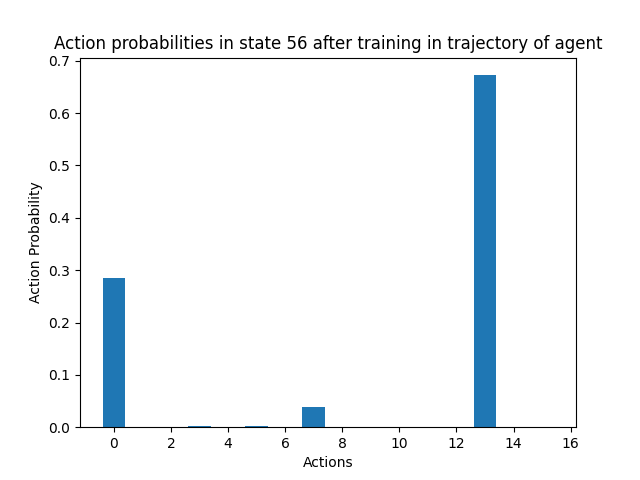 Action probabilities in state 56 after training in trajectory of agent
0.7
0.6
0.5
0.4
0.3
0.2
0.1
0.0
Action Probability
0 2 4 6 8 10 12 14 16
Actions